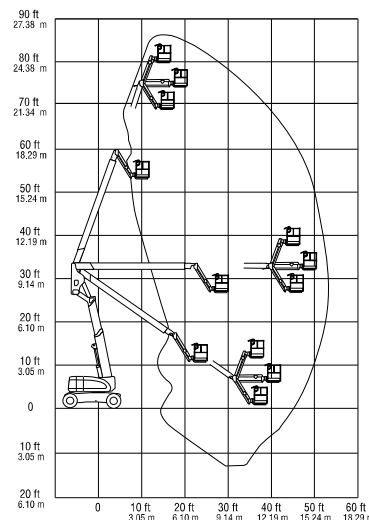 90 ft
27.38 m
80 ft
24.38 m
70 ft
21.34 m
60 ft
18.29 m
50 ft
15.24 m
40 ft
12.19 m
30 ft
9.14 m
20 ft
6.10 m
10 ft
3.05 m
0
10 ft
3.05 m
20 ft
6.10 m
0 10 ft 20 ft 30 ft 40 ft 50 ft 60 ft
3.05 m 6.10 m 9.14 m 12.19 m 15.24 m 18.29 m